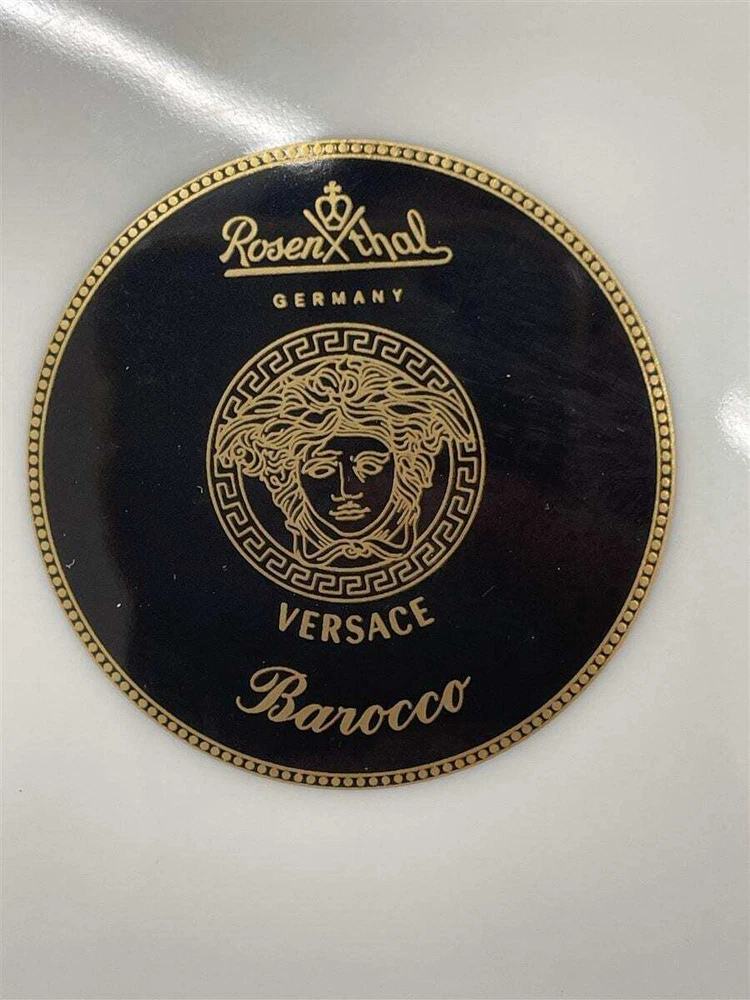 Rosenthal
GERMANY
VERSACE
Barocco